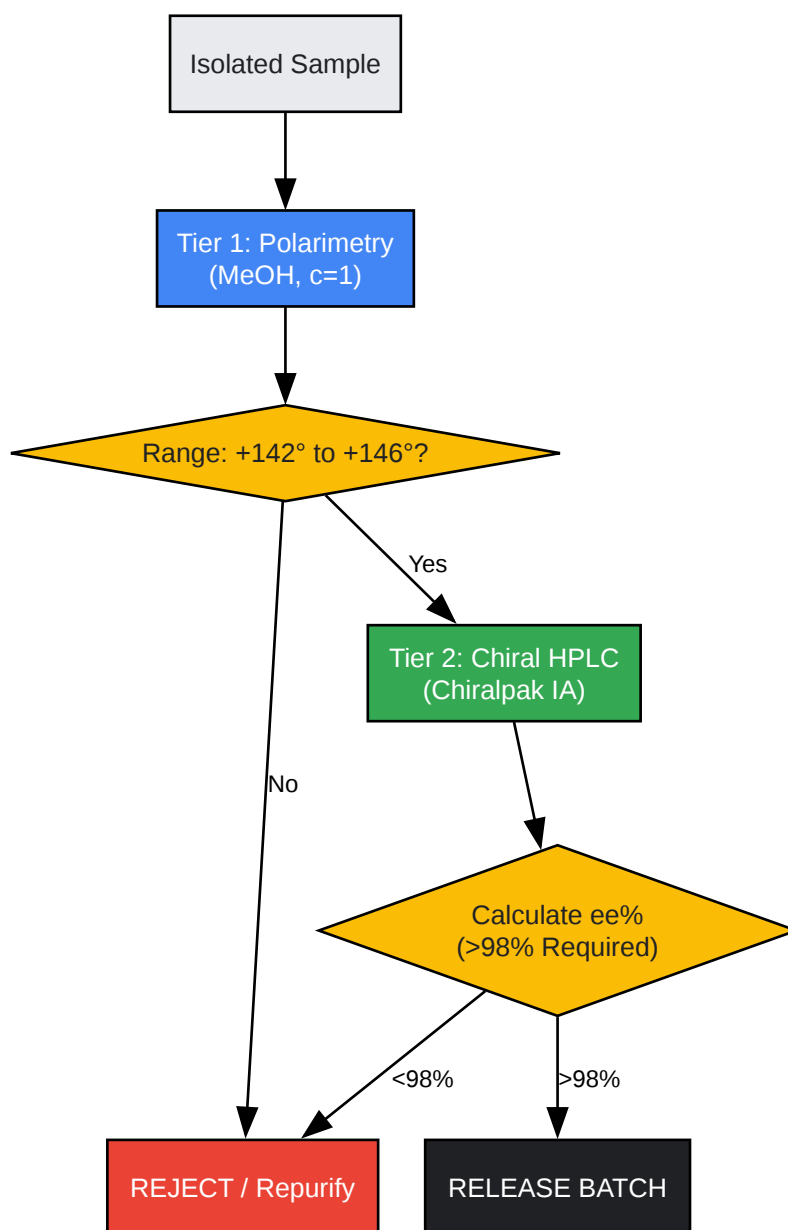 Isolated Sample
Tier 1: Polarimetry
(MeOH, c=1)
Range: +142° to +146°?
Yes
Tier 2: Chiral HPLC
(Chiralpak IA)
No
Calculate ee%
(>98% Required)
<98%
>98%
REJECT / Repurify
RELEASE BATCH